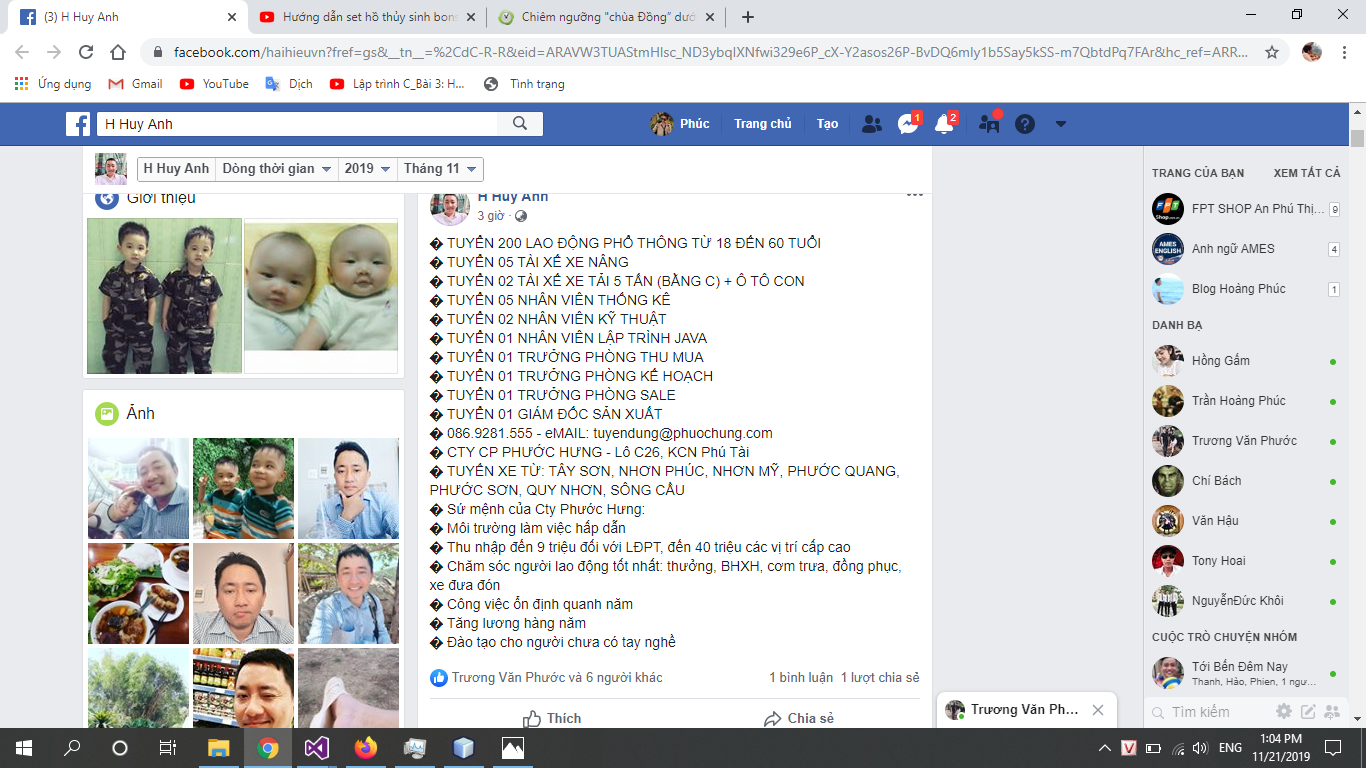 (3) H Huy Anh
Hướng dẫn set hồ thủy sinh bons
Chiêm ngưỡng "chùa Đồng" dướ
facebook.com/haihieuvn?fref=gs&__tn__=%2CdC-R-R&eid=ARAVW3TUAStmHIsc_ND3ybqIXNfwi329e6P_cX-Y2asos26P-BvDQ6mIy1b5Say5kSS-m7QbtdPq7FAr&hc_ref=ARR...
Ứng dụng
Gmail
YouTube
Dịch
Lập trình C_Bài 3: H...
Tình trạng
H Huy Anh
Phúc
Trang chủ
Tạo
1
2
H Huy Anh
Dòng thời gian
2019
Tháng 11
Giới thiệu
Ảnh
H Huy Anh
3 giờ ·
� TUYỂN 200 LAO ĐỘNG PHỔ THÔNG TỪ 18 ĐẾN 60 TUỔI
� TUYỂN 05 TÀI XẾ XE NÂNG
� TUYỂN 02 TÀI XẾ XE TẢI 5 TẤN (BẰNG C) + Ô TÔ CON
� TUYỂN 05 NHÂN VIÊN THỐNG KÊ
� TUYỂN 02 NHÂN VIÊN KỸ THUẬT
� TUYỂN 01 NHÂN VIÊN LẬP TRÌNH JAVA
� TUYỂN 01 TRƯỞNG PHÒNG THU MUA
� TUYỂN 01 TRƯỞNG PHÒNG KẾ HOẠCH
� TUYỂN 01 TRƯỞNG PHÒNG SALE
� TUYỂN 01 GIÁM ĐỐC SẢN XUẤT
� 086.9281.555 - eMAIL: tuyendung@phuochung.com
� CTY CP PHƯỚC HƯNG - Lô C26, KCN Phú Tài
� TUYẾN XE TỪ: TÂY SƠN, NHƠN PHÚC, NHƠN MỸ, PHƯỚC QUANG,
PHƯỚC SƠN, QUY NHƠN, SÔNG CẦU
� Sứ mệnh của Cty Phước Hưng:
� Môi trường làm việc hấp dẫn
� Thu nhập đến 9 triệu đối với LĐPT, đến 40 triệu các vị trí cấp cao
� Chăm sóc người lao động tốt nhất: thưởng, BHXH, cơm trưa, đồng phục,
xe đưa đón
� Công việc ổn định quanh năm
� Tăng lương hàng năm
� Đào tạo cho người chưa có tay nghề
Trương Văn Phước và 6 người khác
1 bình luận 1 lượt chia sẻ
Thích
Chia sẻ
TRANG CỦA BẠN
XEM TẤT CẢ
FPT SHOP An Phú Thị...
9
Anh ngữ AMES
4
Blog Hoảng Phúc
1
DANH BẠ
Hồng Gấm
Trần Hoảng Phúc
Trương Văn Phước
Chí Bách
Văn Hậu
Tony Hoai
NguyễnĐức Khôi
CUỘC TRÒ CHUYỆN NHÓM
Tới Bến Đêm Nay
Thanh, Hảo, Phien, 1 ngư...
Tìm kiếm
Trương Văn Ph...
ENG
1:04 PM
11/21/2019